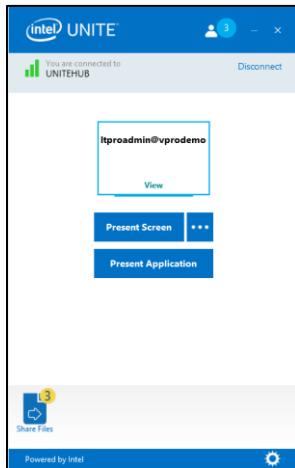 intel UNITE
3
You are connected to
UNITEHUB
Disconnect
itproadmin@vprodemo
View
Present Screen
Present Application
3
Share Files
Powered by Intel